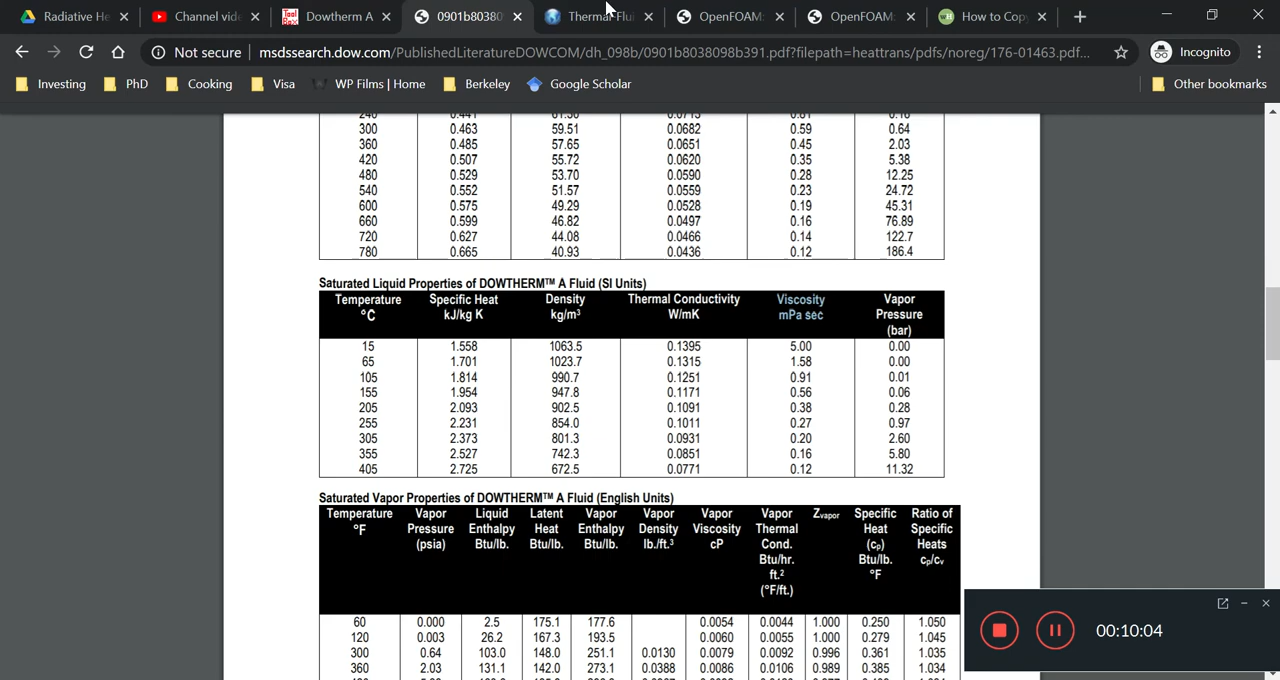 Radiative He
Channel vide
Dowtherm A
0901b80380
Thermal Flui
OpenFOAM:
OpenFOAM:
How to Copy
Not secure
msdssearch.dow.com/PublishedLiteratureDOWCOM/dh_098b/0901b8038098b391.pdf?filepath=heattrans/pdfs/noreg/176-01463.pdf...
Incognito
Investing PhD Cooking Visa WP Films | Home Berkeley Google Scholar Other bookmarks
300 0.463 59.51 0.0682 0.59 0.64
360 0.485 57.65 0.0651 0.45 2.03
420 0.507 55.72 0.0620 0.35 5.38
480 0.529 53.70 0.0590 0.28 12.25
540 0.552 51.57 0.0559 0.23 24.72
600 0.575 49.29 0.0528 0.19 45.31
660 0.599 46.82 0.0497 0.16 76.89
720 0.627 44.08 0.0466 0.14 122.7
780 0.665 40.93 0.0436 0.12 186.4
Saturated Liquid Properties of DOWTHERM™ A Fluid (SI Units)
Temperature Specific Heat Density Thermal Conductivity Viscosity Vapor
°C kJ/kg K kg/m³ W/mK mPa sec Pressure
(bar)
15 1.558 1063.5 0.1395 5.00 0.00
65 1.701 1023.7 0.1315 1.58 0.00
105 1.814 990.7 0.1251 0.91 0.01
155 1.954 947.8 0.1171 0.56 0.06
205 2.093 902.5 0.1091 0.38 0.28
255 2.231 854.0 0.1011 0.27 0.97
305 2.373 801.3 0.0931 0.20 2.60
355 2.527 742.3 0.0851 0.16 5.80
405 2.725 672.5 0.0771 0.12 11.32
Saturated Vapor Properties of DOWTHERM™ A Fluid (English Units)
Temperature Vapor Liquid Latent Vapor Vapor Vapor Vapor Zvapor Specific Ratio of
°F Pressure Enthalpy Heat Enthalpy Density Viscosity Thermal Heat Specific
(psia) Btu/lb. Btu/lb. Btu/lb. lb./ft.³ cP Cond. (cp) Heats
Btu/hr. Btu/lb. cp/cv
ft.² °F
(°F/ft.)
60 0.000 2.5 175.1 177.6 0.0054 0.0044 1.000 0.250 1.050
120 0.003 26.2 167.3 193.5 0.0060 0.0055 1.000 0.279 1.045
300 0.64 103.0 148.0 251.1 0.0130 0.0079 0.0092 0.996 0.361 1.035
360 2.03 131.1 142.0 273.1 0.0388 0.0086 0.0106 0.989 0.385 1.034
00:10:04